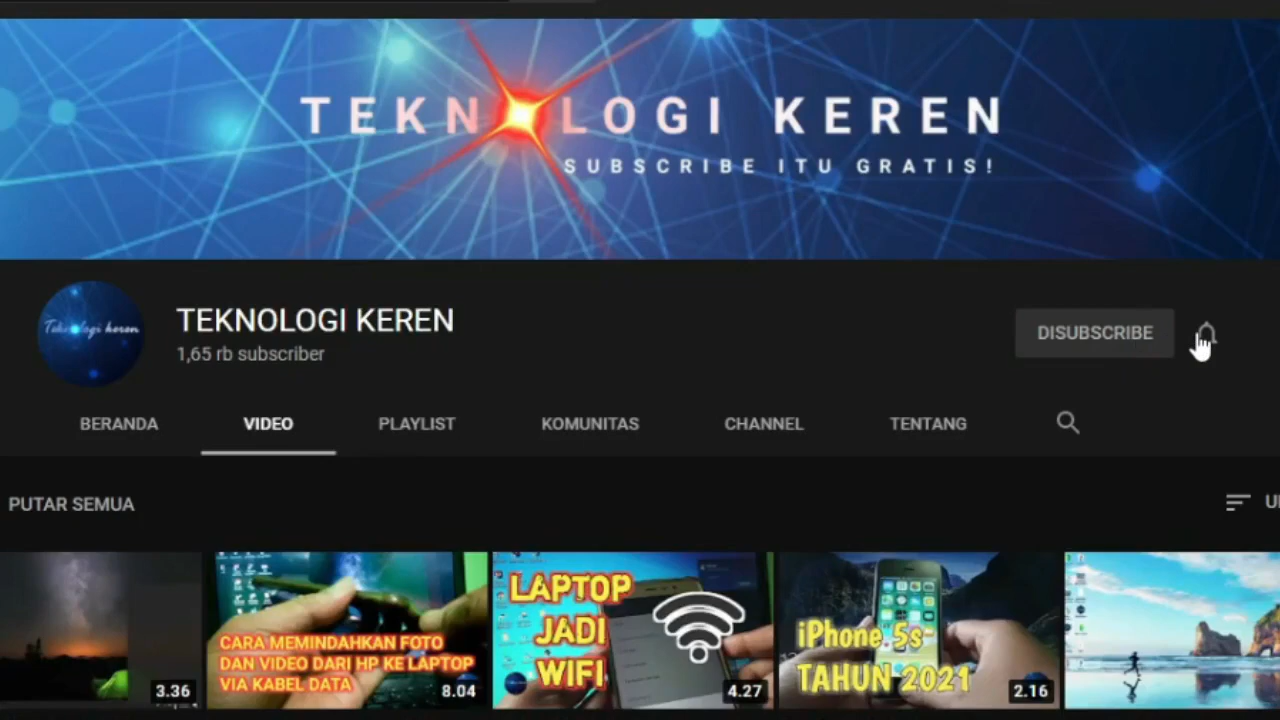 TEKNOLOGI KEREN
SUBSCRIBE ITU GRATIS!
Teknologi keren
TEKNOLOGI KEREN
1,65 rb subscriber
DISUBSCRIBE
BERANDA
VIDEO
PLAYLIST
KOMUNITAS
CHANNEL
TENTANG
PUTAR SEMUA
3.36
CARA MEMINDAHKAN FOTO
DAN VIDEO DARI HP KE LAPTOP
VIA KABEL DATA
8.04
LAPTOP
JADI
WIFI
4.27
iPhone 5s
TAHUN 2021
2.16